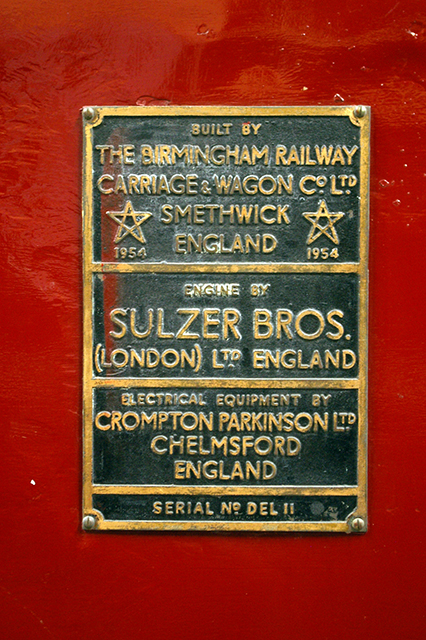 BUILT BY
THE BIRMINGHAM RAILWAY
CARRIAGE & WAGON Cº LTD
SMETHWICK
ENGLAND
1954 1954
ENGINE BY
SULZER BROS.
(LONDON) LTD ENGLAND
ELECTRICAL EQUIPMENT BY
CROMPTON PARKINSON LTD
CHELMSFORD
ENGLAND
SERIAL Nº DEL 11